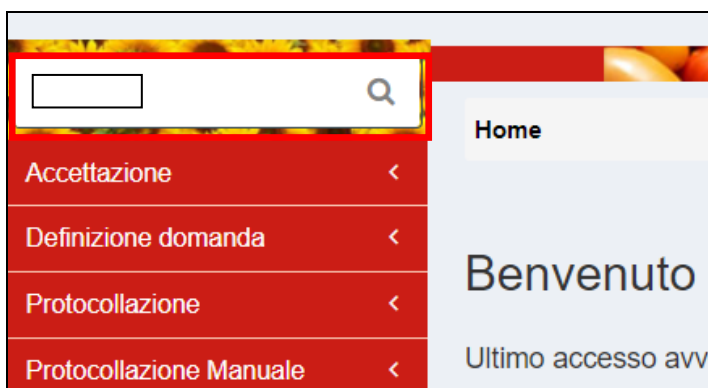 Home
Accettazione
Definizione domanda
Protocollazione
Protocollazione Manuale
Benvenuto
Ultimo accesso avv